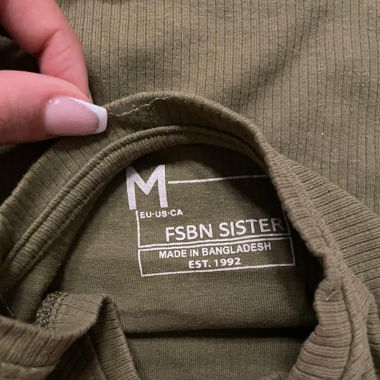 M
EU·US·CA
FSBN SISTER
MADE IN BANGLADESH
EST. 1992